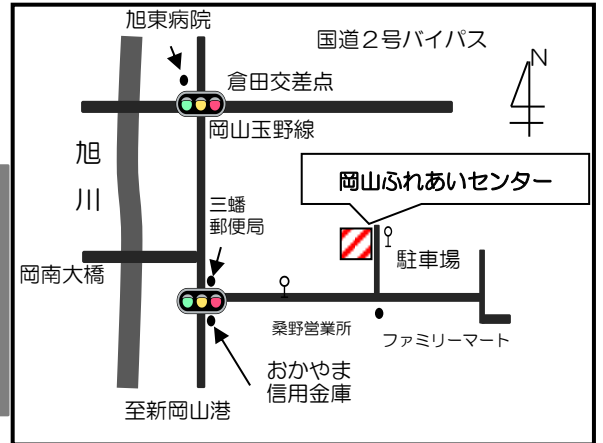 旭東病院
国道２号バイパス
N
倉田交差点
岡山玉野線
旭
川
岡山ふれあいセンター
三蟠
郵便局
駐車場
岡南大橋
桑野営業所
ファミリーマート
おかやま
信用金庫
至新岡山港